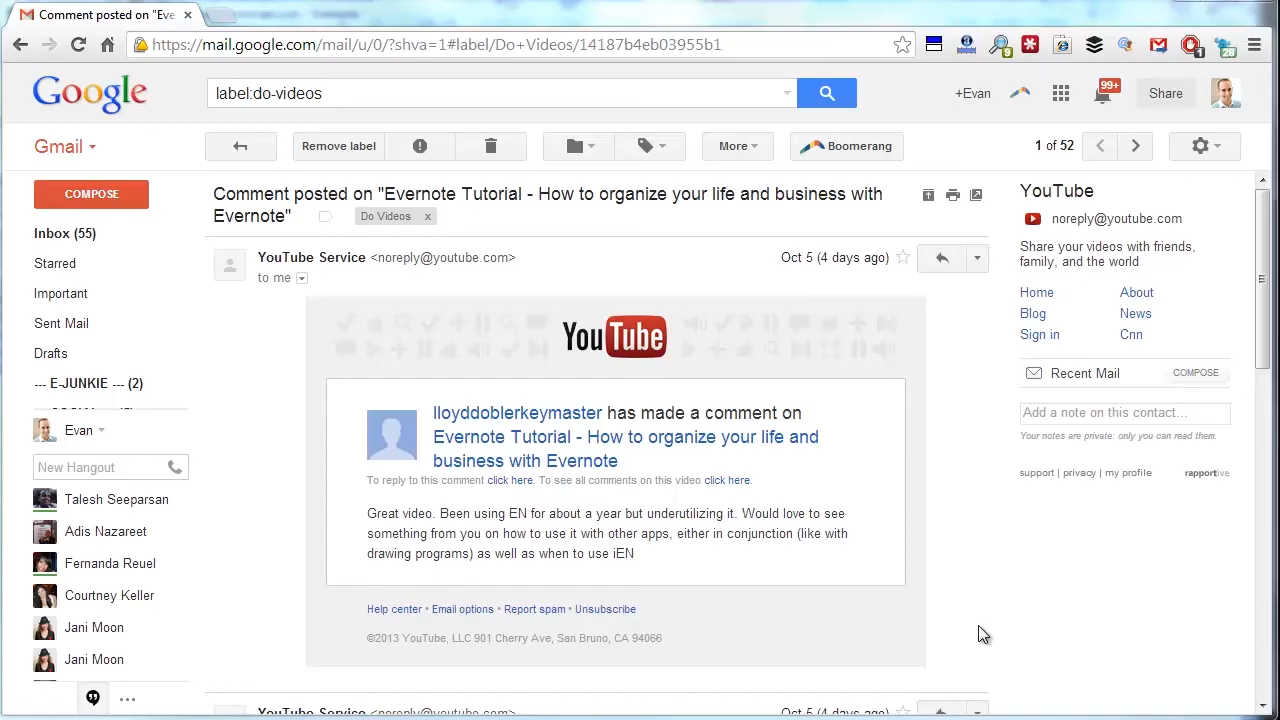 Comment posted on "Eve
https://mail.google.com/mail/u/0/?shva=1#label/Do+Videos/14187b4eb03955b1
Google
label:do-videos
+Evan
99+
Share
Gmail
Remove label
More
Boomerang
1 of 52
COMPOSE
Inbox (55)
Starred
Important
Sent Mail
Drafts
--- E-JUNKIE --- (2)
Evan
New Hangout
Talesh Seeparsan
Adis Nazareet
Fernanda Reuel
Courtney Keller
Jani Moon
Jani Moon
Comment posted on "Evernote Tutorial - How to organize your life and business with
Evernote"
Do Videos x
YouTube Service <noreply@youtube.com>
Oct 5 (4 days ago)
to me
YouTube
lloyddoblerkeymaster has made a comment on
Evernote Tutorial - How to organize your life and
business with Evernote
To reply to this comment click here. To see all comments on this video click here.
Great video. Been using EN for about a year but underutilizing it. Would love to see
something from you on how to use it with other apps, either in conjunction (like with
drawing programs) as well as when to use iEN
Help center • Email options • Report spam • Unsubscribe
©2013 YouTube, LLC 901 Cherry Ave, San Bruno, CA 94066
YouTube Service <noreply@youtube.com>
Oct 5 (4 days ago)
YouTube
noreply@youtube.com
Share your videos with friends,
family, and the world
Home About
Blog News
Sign in Cnn
Recent Mail COMPOSE
Add a note on this contact...
Your notes are private: only you can read them.
support | privacy | my profile rapportive